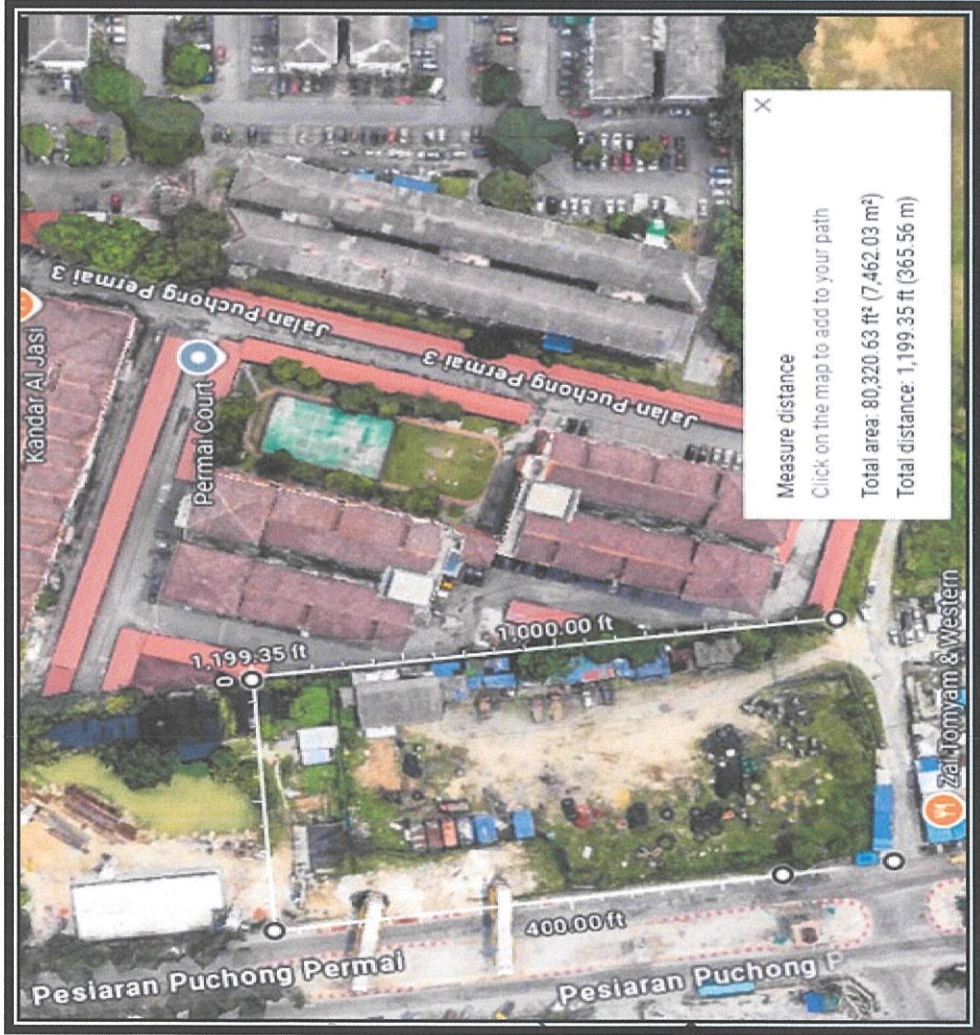 Kandar Al Jasi
Jalan Puchong Permai 3
Jalan Puchong Permai 3
Permai Court
1,199.35 ft
0
1,000.00 ft
400.00 ft
Pesiaran Puchong Permai
Pesiaran Puchong P
Zali Tomyam & Western
Measure distance
Click on the map to add to your path
Total area: 80,320.63 ft² (7,462.03 m²)
Total distance: 1,199.35 ft (365.56 m)